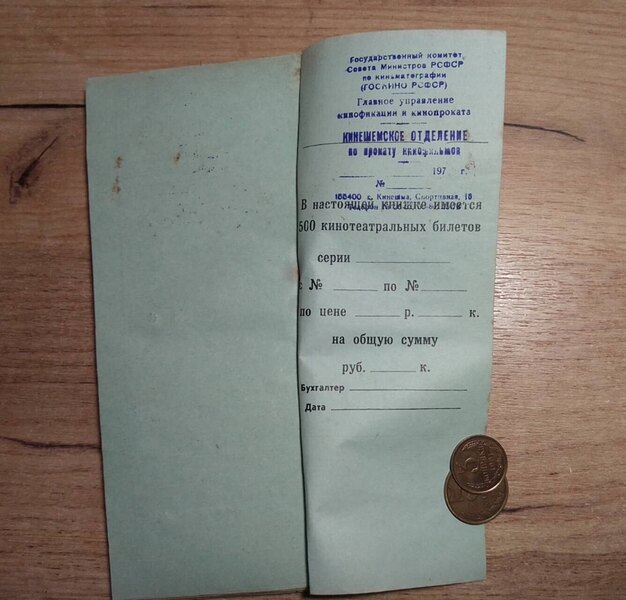 Государственный комитет
Совета Министров РСФСР
по кинематографии
(ГОСКИНО РСФСР)
Главное управление
кинофикации и кинопроката
КИНЕШЕМСКОЕ ОТДЕЛЕНИЕ
по прокату кинофильмов
197 г.
№
155400 г. Кинешма, Спортивная, 18
В настоящей книжке имеется
500 кинотеатральных билетов
серии
с № по №
по цене р. к.
на общую сумму
руб. к.
Бухгалтер
Дата